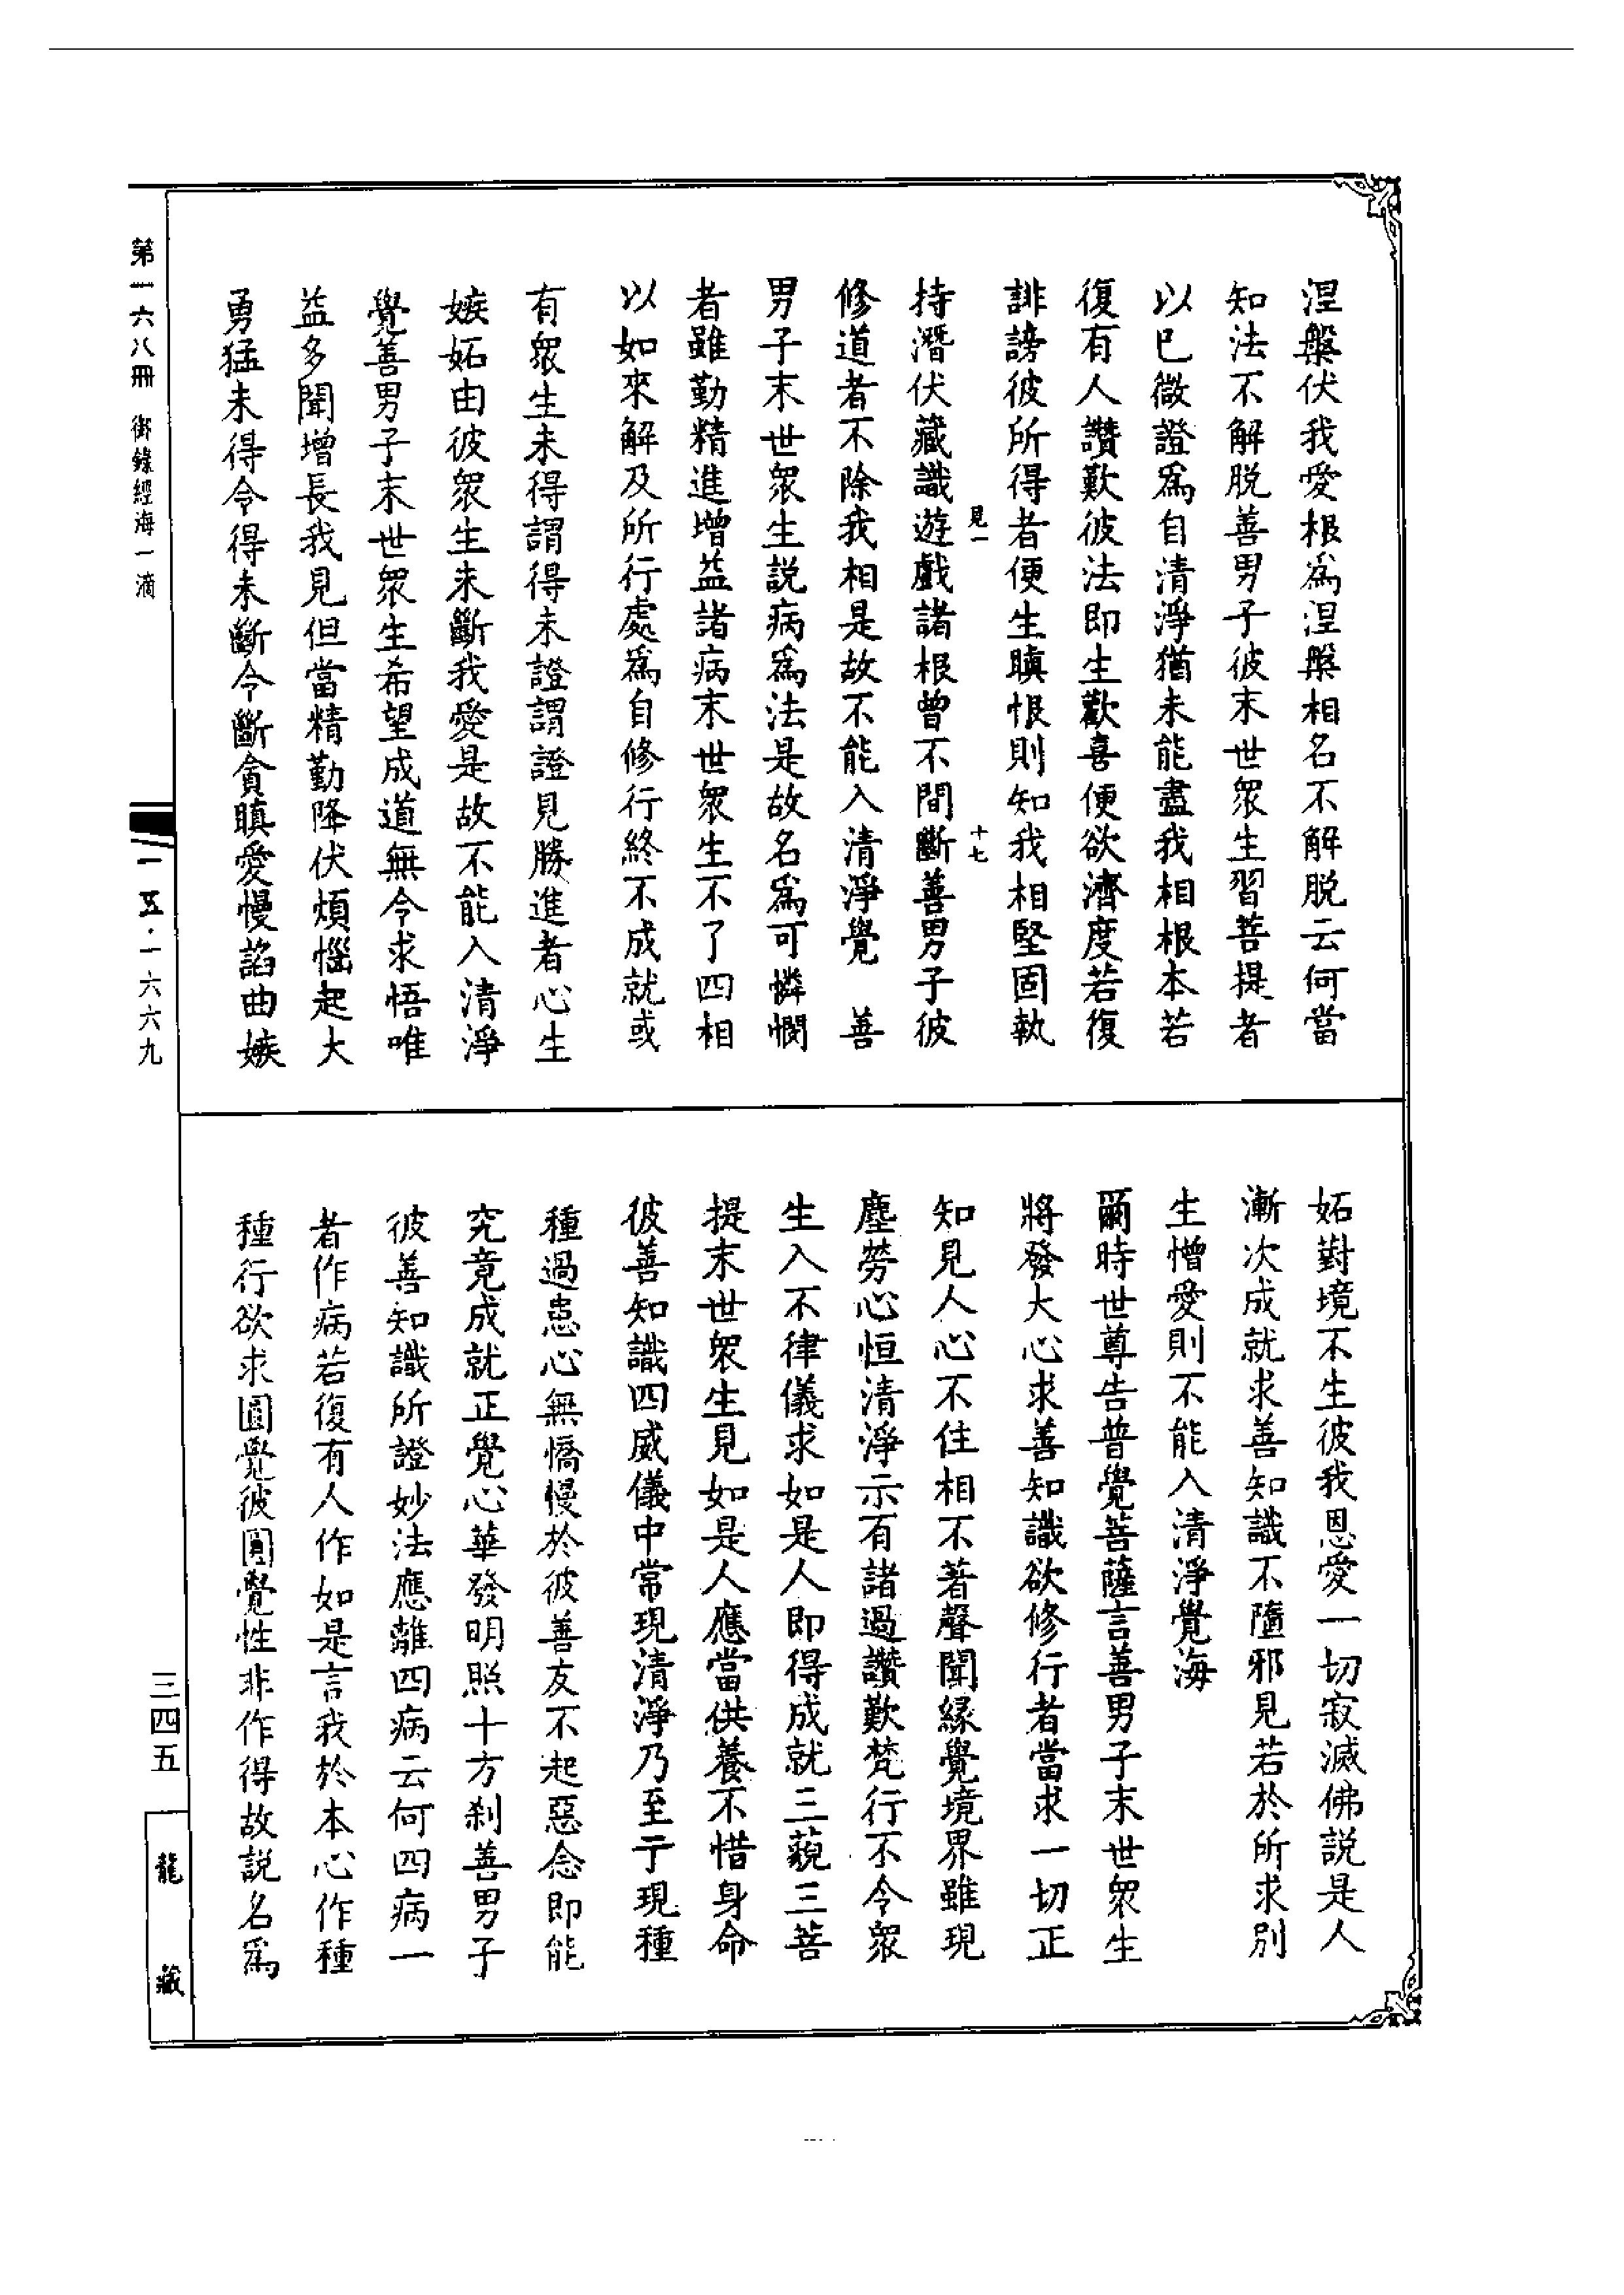 涅槃伏我愛根爲涅槃相名不解脫云何當
知法不解脫善男子彼末世衆生習菩提者
以巳微證爲自清淨猶未能盡我相根本若
復有人讚歎彼法即生歡喜便欲濟度若復
誹謗彼所得者便生瞋恨則知我相堅固執
見一 十七
持潛伏藏識遊戲諸根曾不間斷善男子彼
修道者不除我相是故不能入清淨覺 善
男子末世衆生說病爲法是故名爲可憐憫
者雖勤精進增益諸病末世衆生不了四相
以如來解及所行處爲自修行終不成就或
有衆生未得謂得未證謂證見勝進者心生
嫉妬由彼衆生未斷我愛是故不能入清淨
覺善男子末世衆生希望成道無令求悟唯
益多聞增長我見但當精勤降伏煩惱起大
勇猛未得令得未斷令斷貪瞋愛慢諂曲嫉
妬對境不生彼我恩愛一切寂滅佛說是人
漸次成就求善知識不墮邪見若於所求別
生憎愛則不能入清淨覺海
爾時世尊告普覺菩薩言善男子末世衆生
將發大心求善知識欲修行者當求一切正
知見人心不住相不著聲聞緣覺境界雖現
塵勞心恒清淨示有諸過讚歎梵行不令衆
生入不律儀求如是人即得成就三藐三菩
提末世衆生見如是人應當供養不惜身命
彼善知識四威儀中常現清淨乃至于現種
種過患心無憍慢於彼善友不起惡念即能
究竟成就正覺心華發明照十方刹善男子
彼善知識所證妙法應離四病云何四病一
者作病若復有人作如是言我於本心作種
種行欲求圓覺彼圓覺性非作得故說名爲
第一六八冊 御錄經海一滴
一五·一六六九
三四五
龍藏